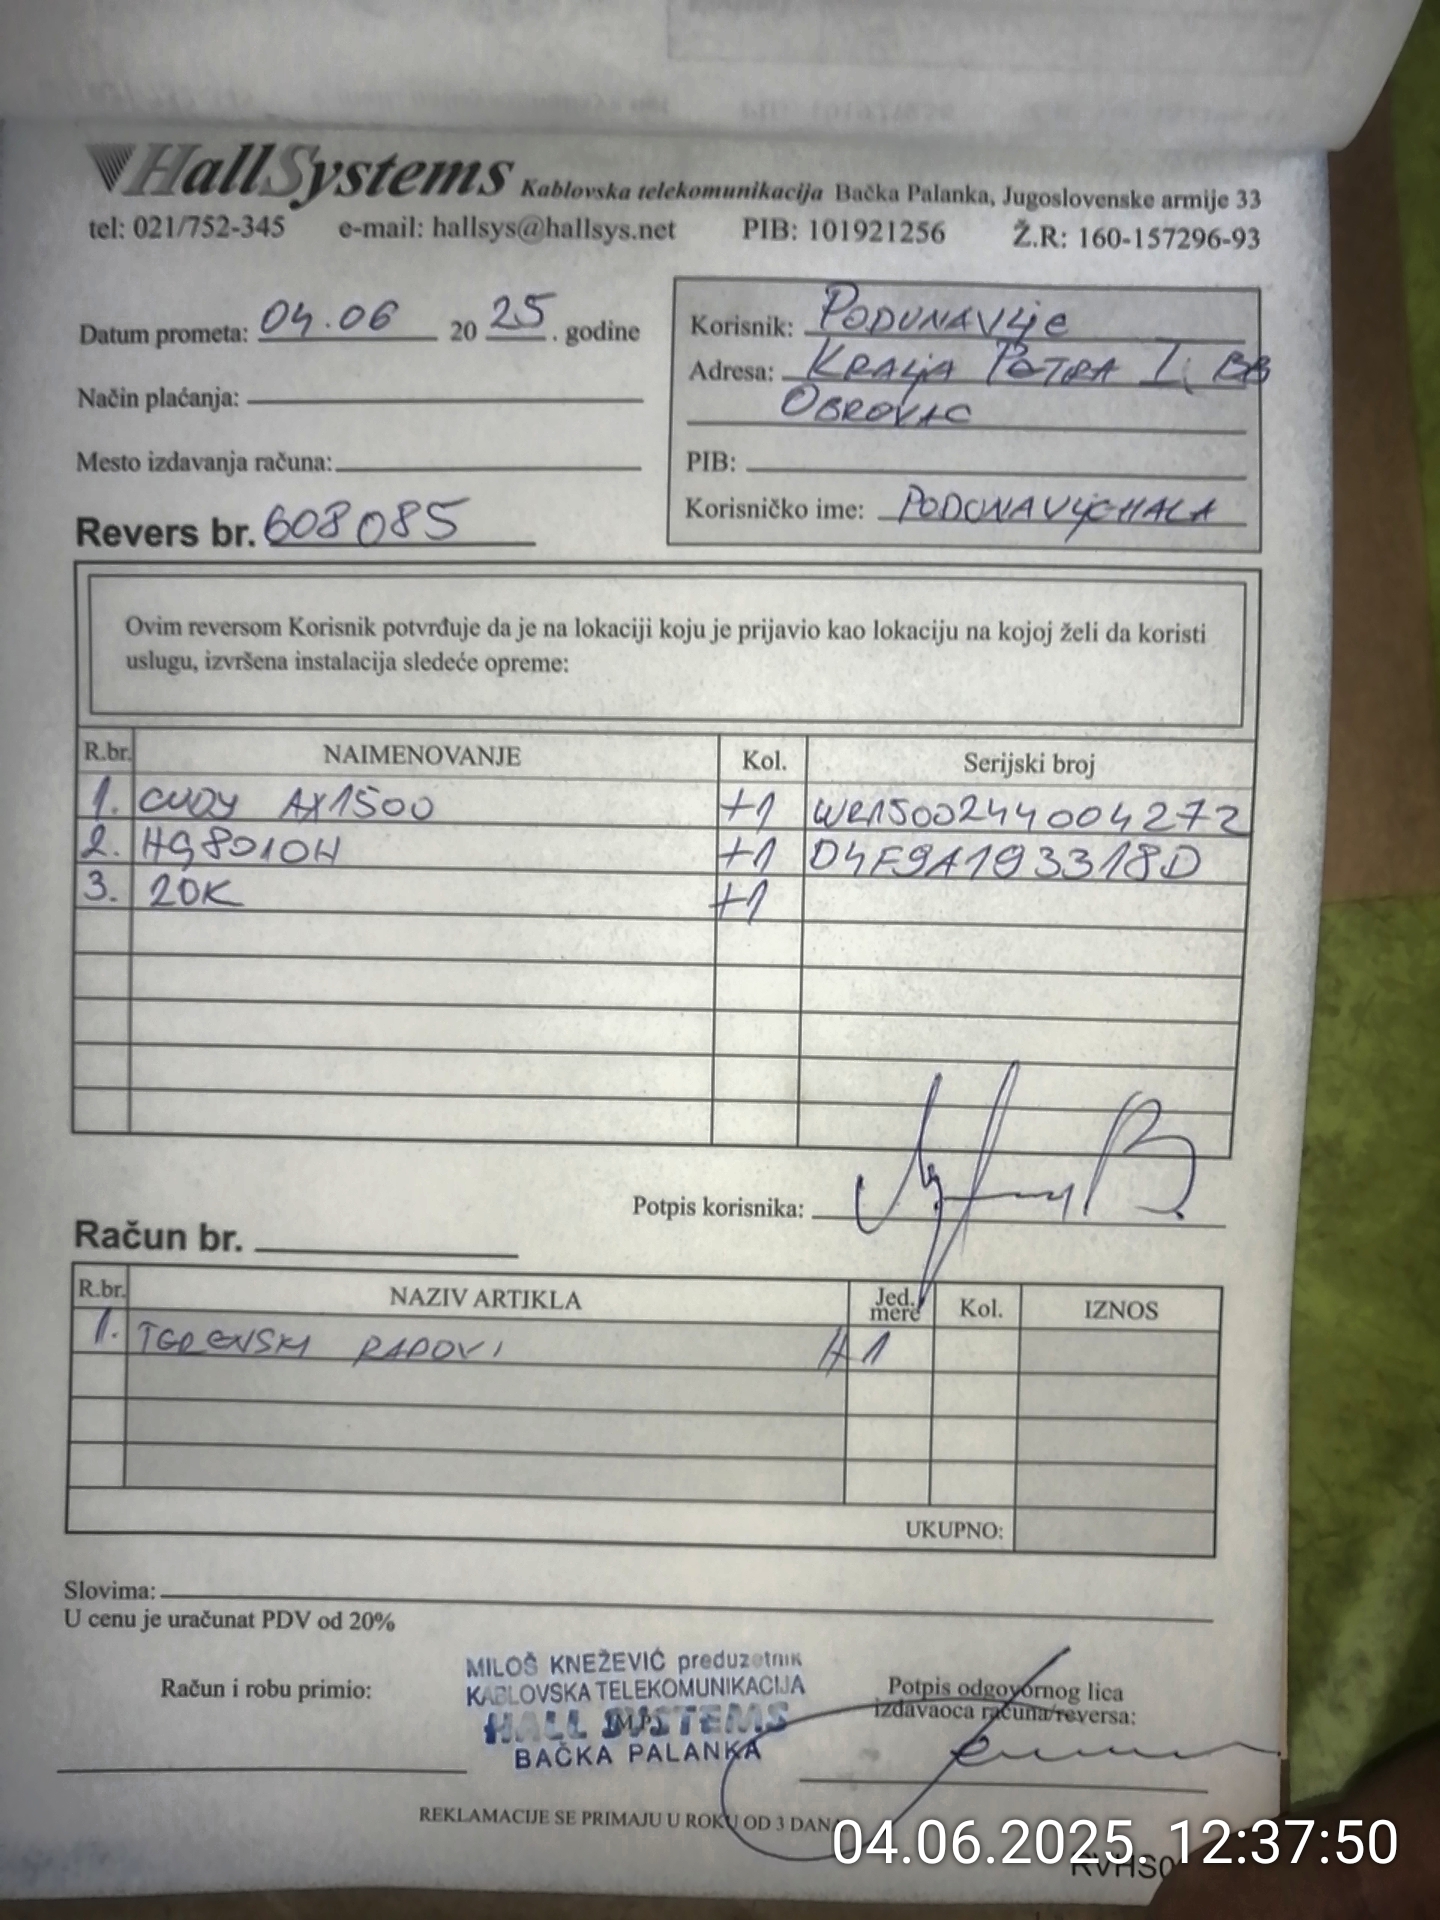 HallSystems Kablovska telekomunikacija Bačka Palanka, Jugoslovenske armije 33
tel: 021/752-345 e-mail: hallsys@hallsys.net PIB: 101921256 Ž.R: 160-157296-93
Datum prometa: 04.06 20 25. godine
Način plaćanja:
Mesto izdavanja računa:
Revers br. 608085
Korisnik: PODUNAVLJE
Adresa: KRALJA PETRA I, BB
OBROVAC
PIB:
Korisničko ime: PODUNAVLJEHALA
Ovim reversom Korisnik potvrđuje da je na lokaciji koju je prijavio kao lokaciju na kojoj želi da koristi
uslugu, izvršena instalacija sledeće opreme:
R.br. NAIMENOVANJE Kol. Serijski broj
1. CUDY AX1500 +1 WR1500244004272
2. HG8010H +1 D4F9A193318D
3. 20K +1
Potpis korisnika:
Račun br.
R.br. NAZIV ARTIKLA Jed. mere Kol. IZNOS
1. TERENSKI RADOVI H 1
UKUPNO:
Slovima:
U cenu je uračunat PDV od 20%
Račun i robu primio:
MILOŠ KNEŽEVIĆ preduzetnik
KABLOVSKA TELEKOMUNIKACIJA
HALL SYSTEMS
M.P.
BAČKA PALANKA
Potpis odgovornog lica
izdavaoca računa/reversa:
REKLAMACIJE SE PRIMAJU U ROKU OD 3 DANA
04.06.2025. 12:37:50
RVHS0